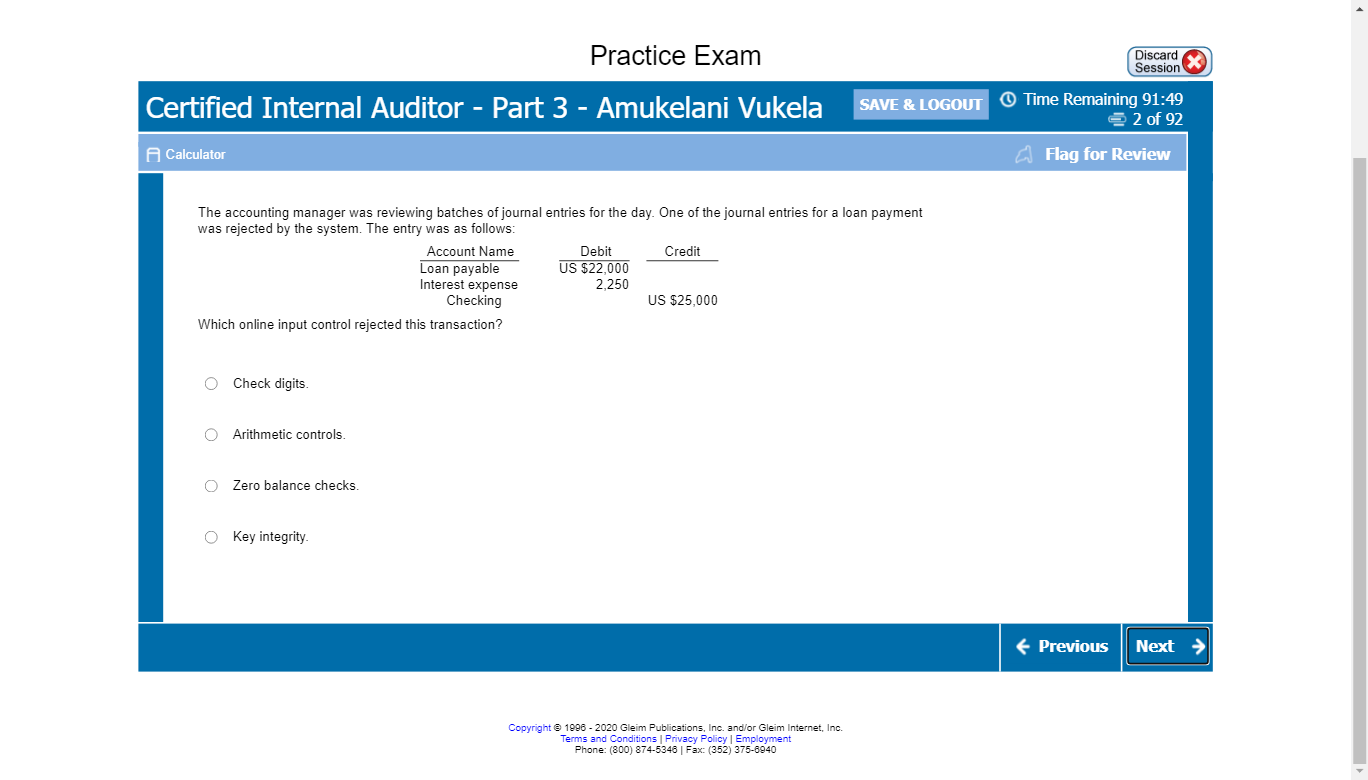 Practice Exam
Discard
Session
Certified Internal Auditor - Part 3 - Amukelani Vukela
SAVE & LOGOUT
Time Remaining 91:49
2 of 92
Calculator
Flag for Review
The accounting manager was reviewing batches of journal entries for the day. One of the journal entries for a loan payment
was rejected by the system. The entry was as follows:
Account Name Debit Credit
Loan payable US $22,000
Interest expense 2,250
Checking US $25,000
Which online input control rejected this transaction?
Check digits.
Arithmetic controls.
Zero balance checks.
Key integrity.
Previous
Next
Copyright © 1996 - 2020 Gleim Publications, Inc. and/or Gleim Internet, Inc.
Terms and Conditions | Privacy Policy | Employment
Phone: (800) 874-5346 | Fax: (352) 375-6940